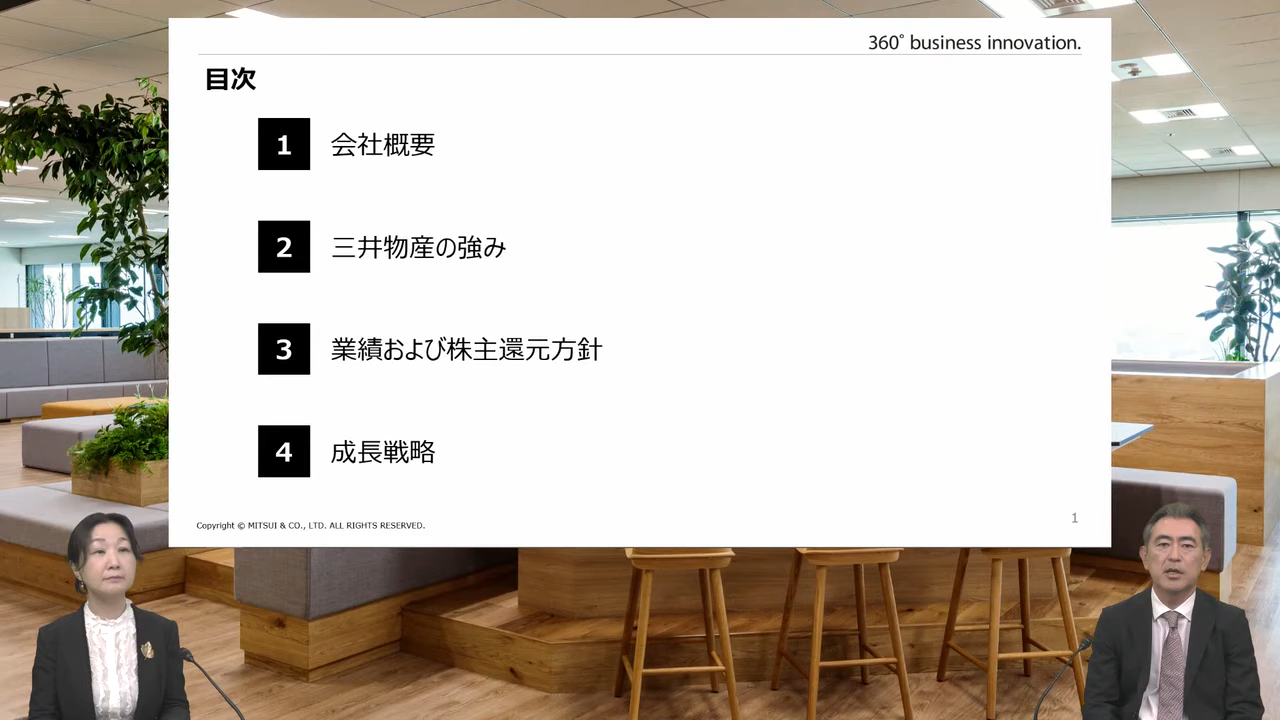 360° business innovation.
目次
1 会社概要
2 三井物産の強み
3 業績および株主還元方針
4 成長戦略
Copyright © MITSUI & CO., LTD. ALL RIGHTS RESERVED.
1